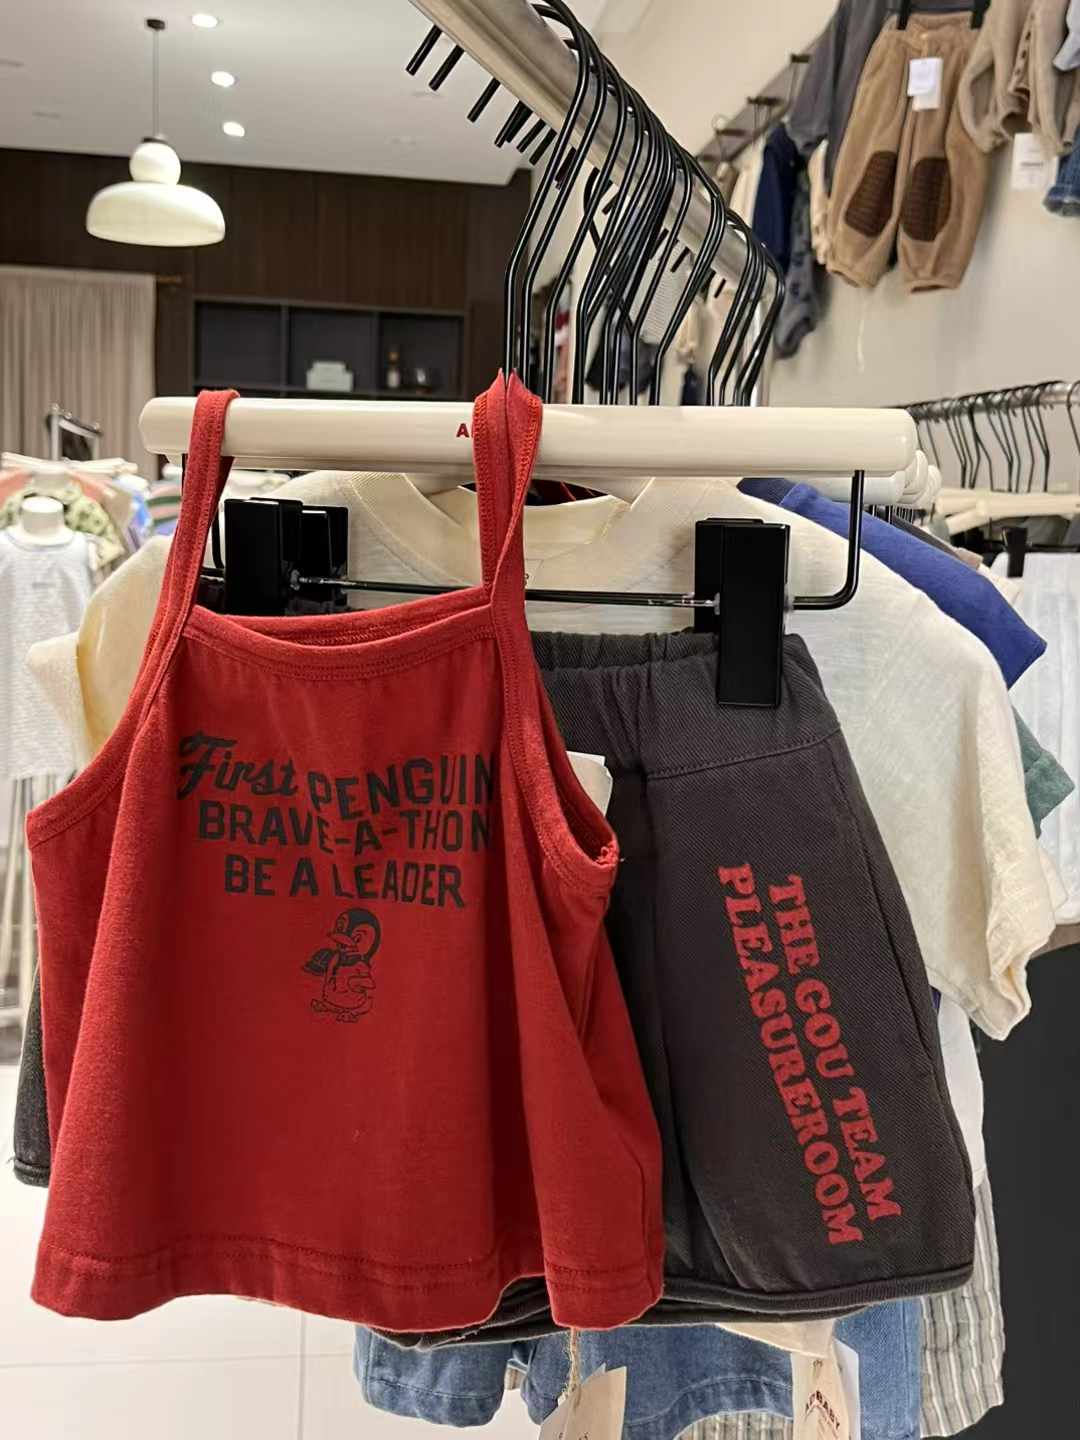 First PENGUIN
BRAVE-A-THON
BE A LEADER
THE GOU TEAM
PLEASUREROOM